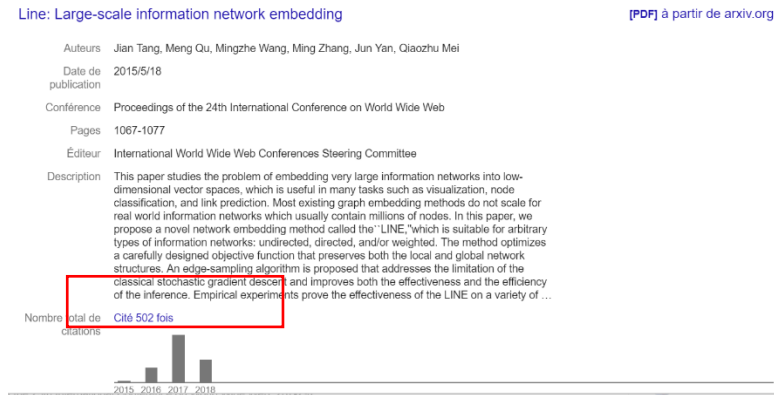 Line: Large-scale information network embedding
[PDF] à partir de arxiv.org
Auteurs Jian Tang, Meng Qu, Mingzhe Wang, Ming Zhang, Jun Yan, Qiaozhu Mei
Date de publication 2015/5/18
Conférence Proceedings of the 24th International Conference on World Wide Web
Pages 1067-1077
Éditeur International World Wide Web Conferences Steering Committee
Description This paper studies the problem of embedding very large information networks into low-
dimensional vector spaces, which is useful in many tasks such as visualization, node
classification, and link prediction. Most existing graph embedding methods do not scale for
real world information networks which usually contain millions of nodes. In this paper, we
propose a novel network embedding method called the``LINE,''which is suitable for arbitrary
types of information networks: undirected, directed, and/or weighted. The method optimizes
a carefully designed objective function that preserves both the local and global network
structures. An edge-sampling algorithm is proposed that addresses the limitation of the
classical stochastic gradient descent and improves both the effectiveness and the efficiency
of the inference. Empirical experiments prove the effectiveness of the LINE on a variety of ...
Nombre total de citations Cité 502 fois
2015 2016 2017 2018